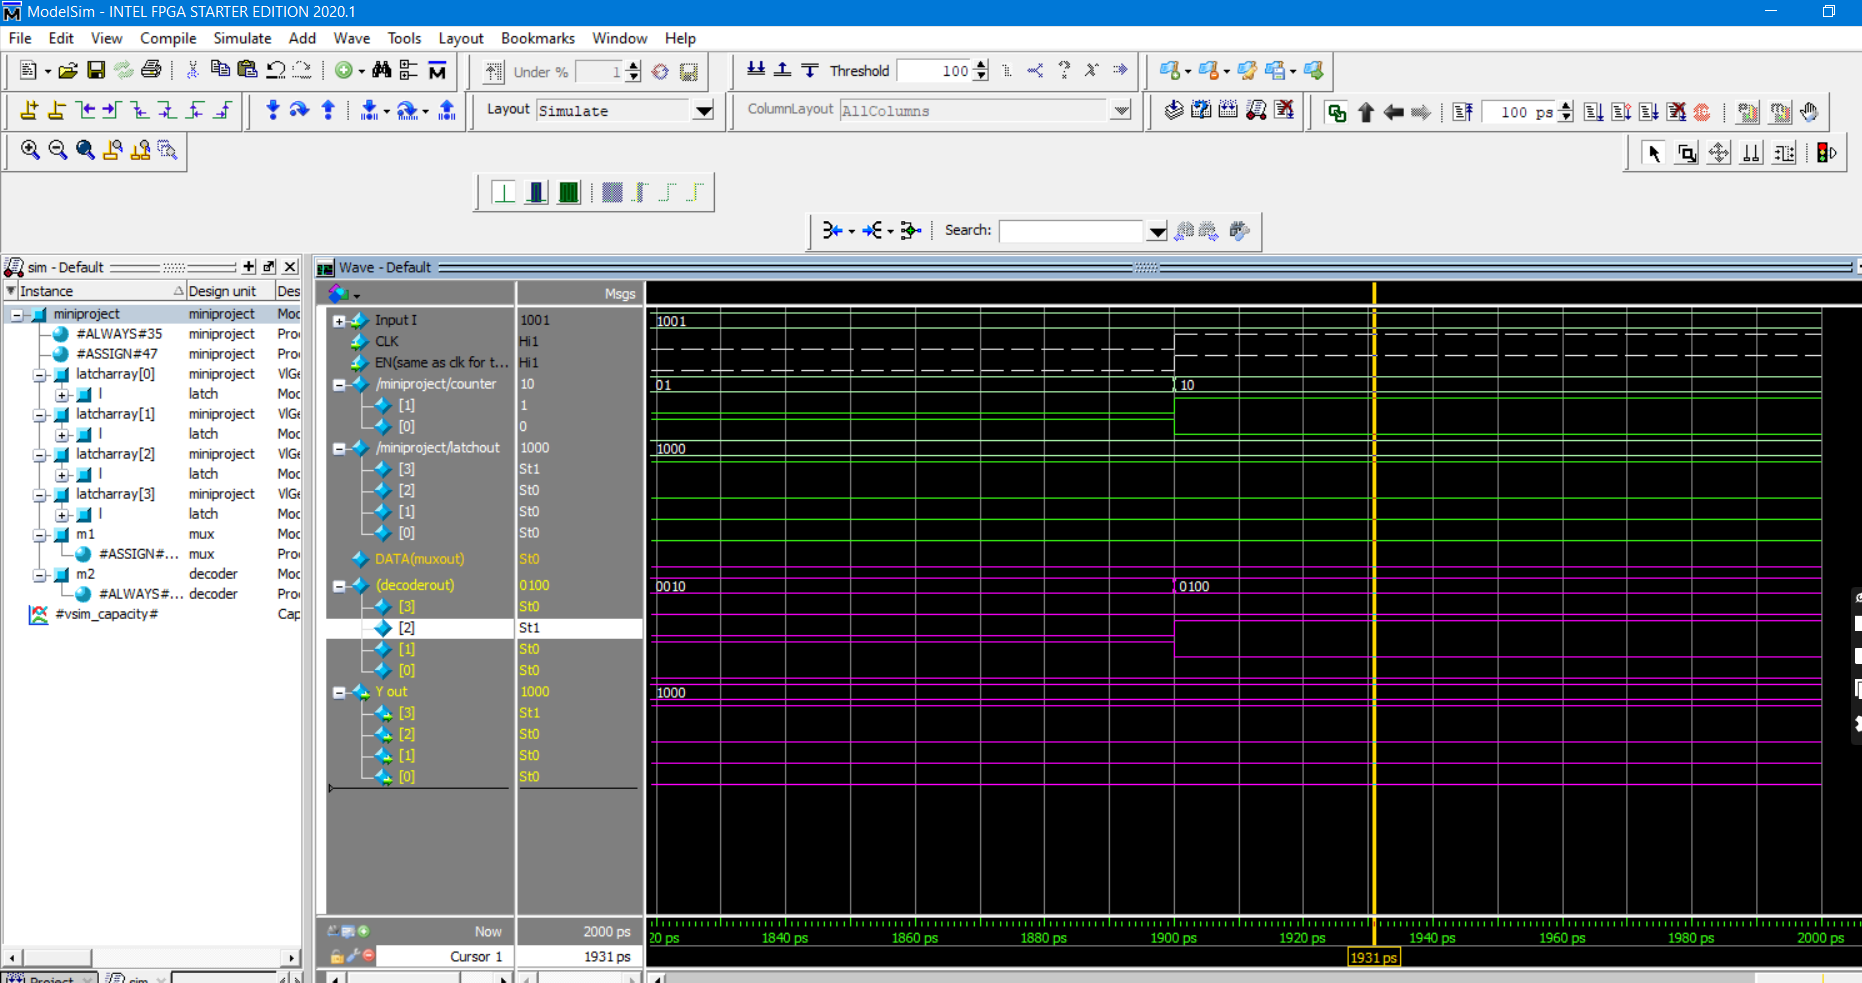 ModelSim - INTEL FPGA STARTER EDITION 2020.1
File Edit View Compile Simulate Add Wave Tools Layout Bookmarks Window Help
Under % 1 Threshold 100
Layout Simulate ColumnLayout AllColumns 100 ps
Search:
sim - Default
Instance Design unit Des
miniproject miniproject Moc
#ALWAYS#35 miniproject Pro
#ASSIGN#47 miniproject Pro
latcharray[0] miniproject VlGe
l latch Moc
latcharray[1] miniproject VlGe
l latch Moc
latcharray[2] miniproject VlGe
l latch Moc
latcharray[3] miniproject VlGe
l latch Moc
m1 mux Moc
#ASSIGN#... mux Pro
m2 decoder Moc
#ALWAYS#... decoder Pro
#vsim_capacity# Cap
Project sim
Wave - Default
Msgs
Input I 1001 1001
CLK Hi1
EN(same as clk for t... Hi1
/miniproject/counter 10 01 10
[1] 1
[0] 0
/miniproject/latchout 1000 1000
[3] St1
[2] St0
[1] St0
[0] St0
DATA(muxout) St0
(decoderout) 0100 0010 0100
[3] St0
[2] St1
[1] St0
[0] St0
Y out 1000 1000
[3] St1
[2] St0
[1] St0
[0] St0
Now 2000 ps 20 ps 1840 ps 1860 ps 1880 ps 1900 ps 1920 ps 1940 ps 1960 ps 1980 ps 2000 ps
Cursor 1 1931 ps 1931 ps